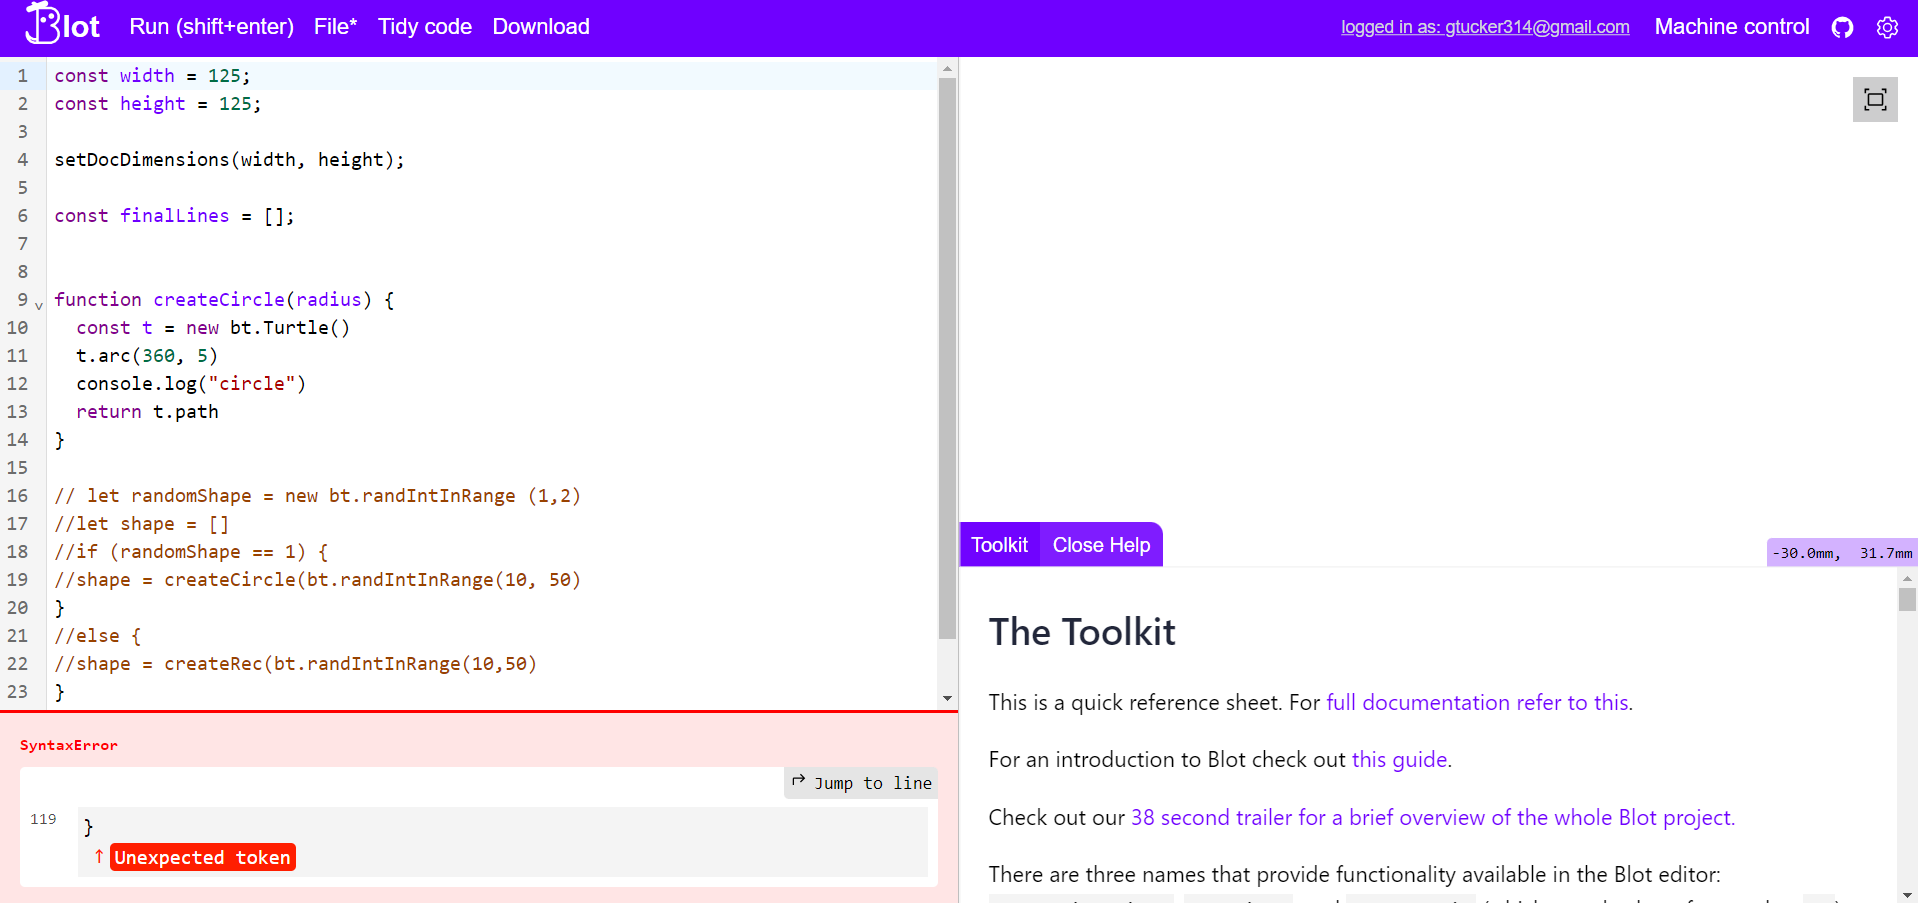 Blot Run (shift+enter) File* Tidy code Download logged in as: gtucker314@gmail.com Machine control
1 const width = 125;
2 const height = 125;
3
4 setDocDimensions(width, height);
5
6 const finalLines = [];
7
8
9 function createCircle(radius) {
10 const t = new bt.Turtle()
11 t.arc(360, 5)
12 console.log("circle")
13 return t.path
14 }
15
16 // let randomShape = new bt.randIntInRange (1,2)
17 //let shape = []
18 //if (randomShape == 1) {
19 //shape = createCircle(bt.randIntInRange(10, 50)
20 }
21 //else {
22 //shape = createRec(bt.randIntInRange(10,50)
23 }
SyntaxError
Jump to line
119 }
↑ Unexpected token
Toolkit Close Help
-30.0mm, 31.7mm
The Toolkit
This is a quick reference sheet. For full documentation refer to this.
For an introduction to Blot check out this guide.
Check out our 38 second trailer for a brief overview of the whole Blot project.
There are three names that provide functionality available in the Blot editor: